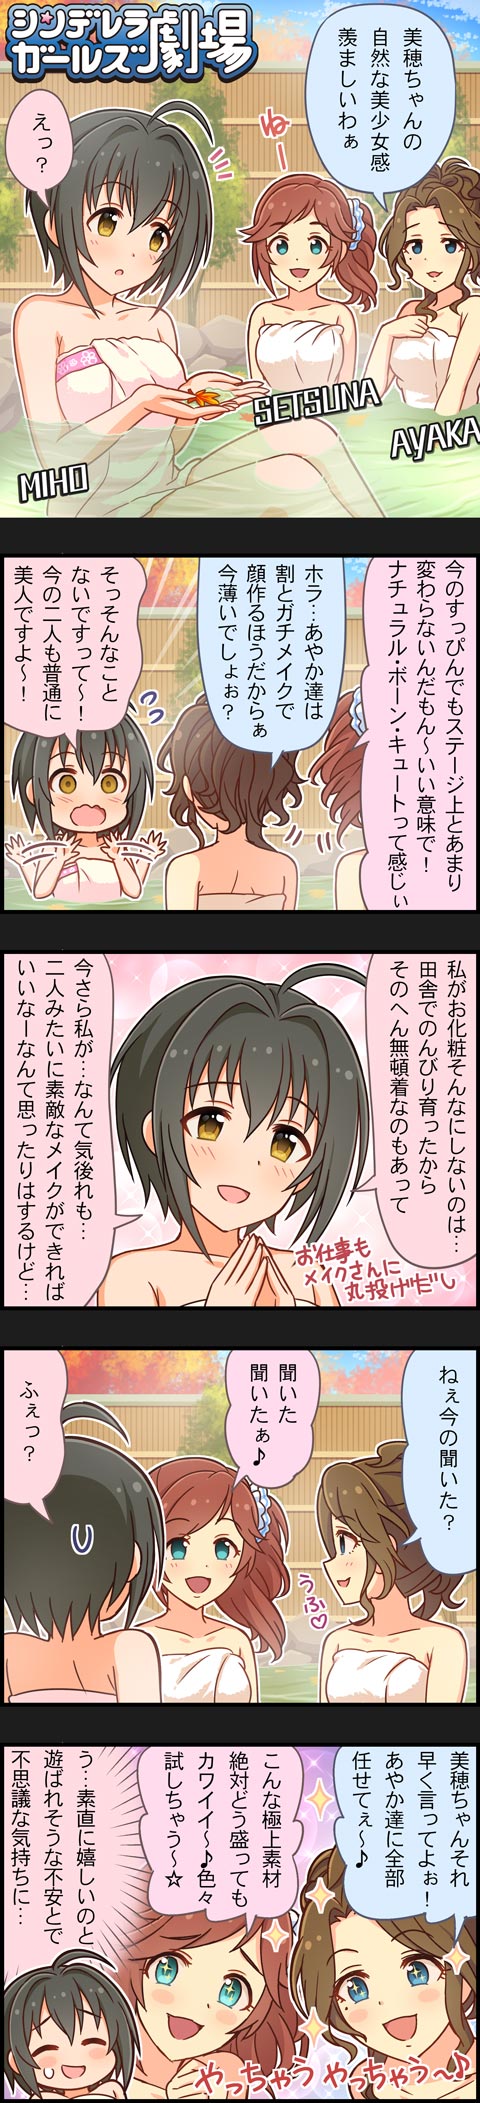 シンデレラ
ガールズ劇場
美穂ちゃんの
自然な美少女感
羨ましいわぁ
ねー
えっ？
MIHO
SETSUNA
AYAKA
今のすっぴんでもステージ上とあまり
変わらないんだもん〜いい意味で！
ナチュラル・ボーン・キュートって感じぃ
ホラ…あやか達は
割とガチメイクで
顔作るほうだからぁ
今薄いでしょぉ？
そっそんなこと
ないですって〜！
今の二人も普通に
美人ですよ〜！
私がお化粧そんなにしないのは…
田舎でのんびり育ったから
そのへん無頓着なのもあって
お仕事も
メイクさんに
丸投げだし
今さら私が…なんて気後れも…
二人みたいに素敵なメイクができれば
いいなーなんて思ったりはするけど…
ねぇ今の聞いた？
聞いた
聞いたぁ♪
うふ♡
ふぇっ？
美穂ちゃんそれ
早く言ってよぉ！
あやか達に全部
任せてぇ〜♪
こんな極上素材
絶対どう盛っても
カワイイ〜♪色々
試しちゃう〜☆
う…素直に嬉しいのと
遊ばれそうな不安とで
不思議な気持ちに…
やっちゃうやっちゃう〜♪